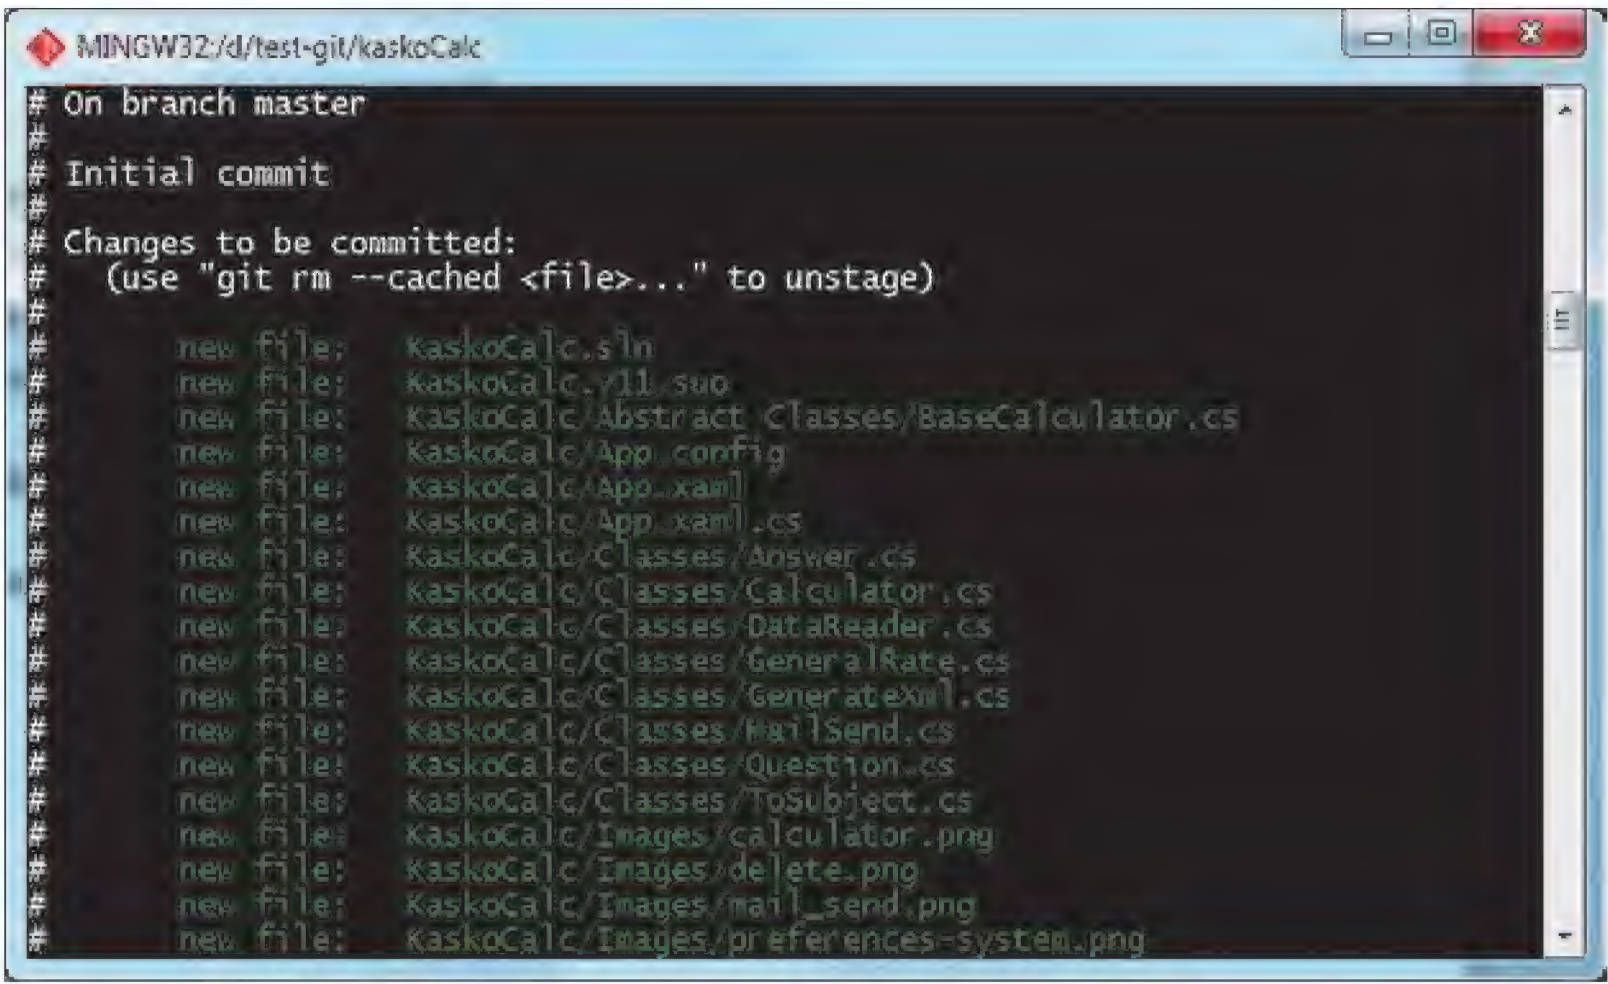 MINGW32:/d/test-git/kaskoCalc
# On branch master
#
# Initial commit
#
# Changes to be committed:
#   (use "git rm --cached <file>..." to unstage)
#
#       new file:   KaskoCalc.sln
#       new file:   KaskoCalc.v11.suo
#       new file:   KaskoCalc/Abstract Classes/BaseCalculator.cs
#       new file:   KaskoCalc/App.config
#       new file:   KaskoCalc/App.xaml
#       new file:   KaskoCalc/App.xaml.cs
#       new file:   KaskoCalc/Classes/Answer.cs
#       new file:   KaskoCalc/Classes/Calculator.cs
#       new file:   KaskoCalc/Classes/DataReader.cs
#       new file:   KaskoCalc/Classes/GeneralRate.cs
#       new file:   KaskoCalc/Classes/GenerateXml.cs
#       new file:   KaskoCalc/Classes/MailSend.cs
#       new file:   KaskoCalc/Classes/Question.cs
#       new file:   KaskoCalc/Classes/ToSubject.cs
#       new file:   KaskoCalc/Images/calculator.png
#       new file:   KaskoCalc/Images/delete.png
#       new file:   KaskoCalc/Images/mail_send.png
#       new file:   KaskoCalc/Images/preferences-system.png